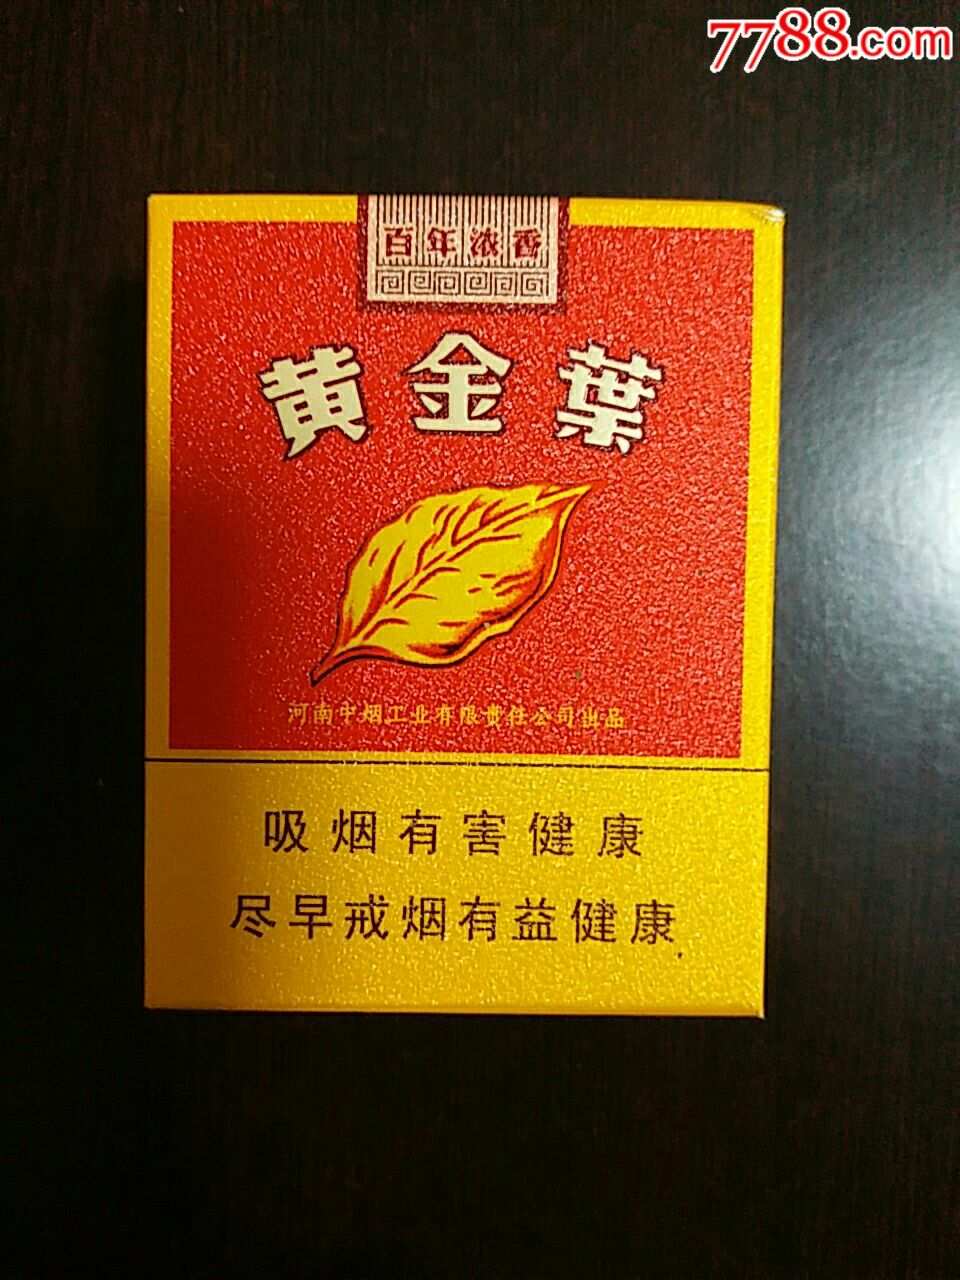 7788.com
百年浓香
黄金葉
河南中烟工业有限责任公司出品
吸烟有害健康
尽早戒烟有益健康